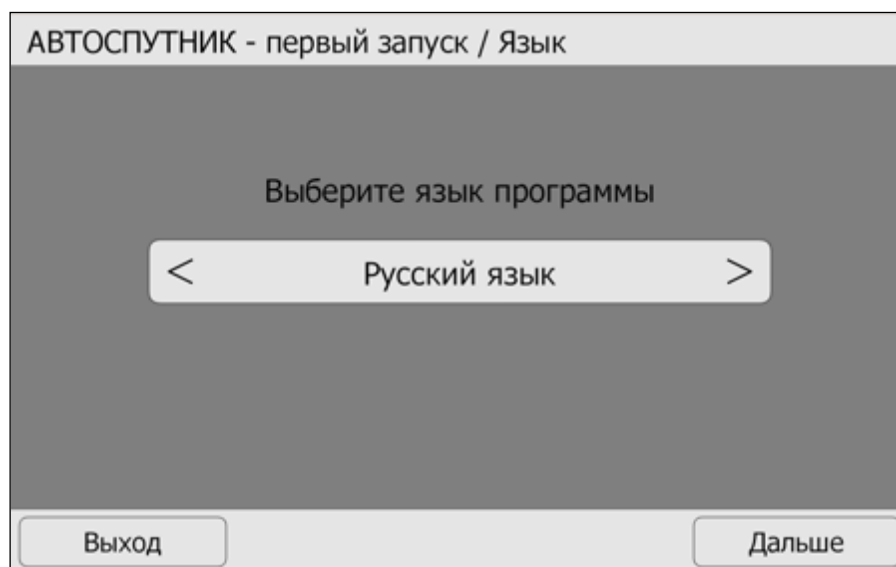 АВТОСПУТНИК - первый запуск / Язык
Выберите язык программы
< Русский язык >
Выход Дальше